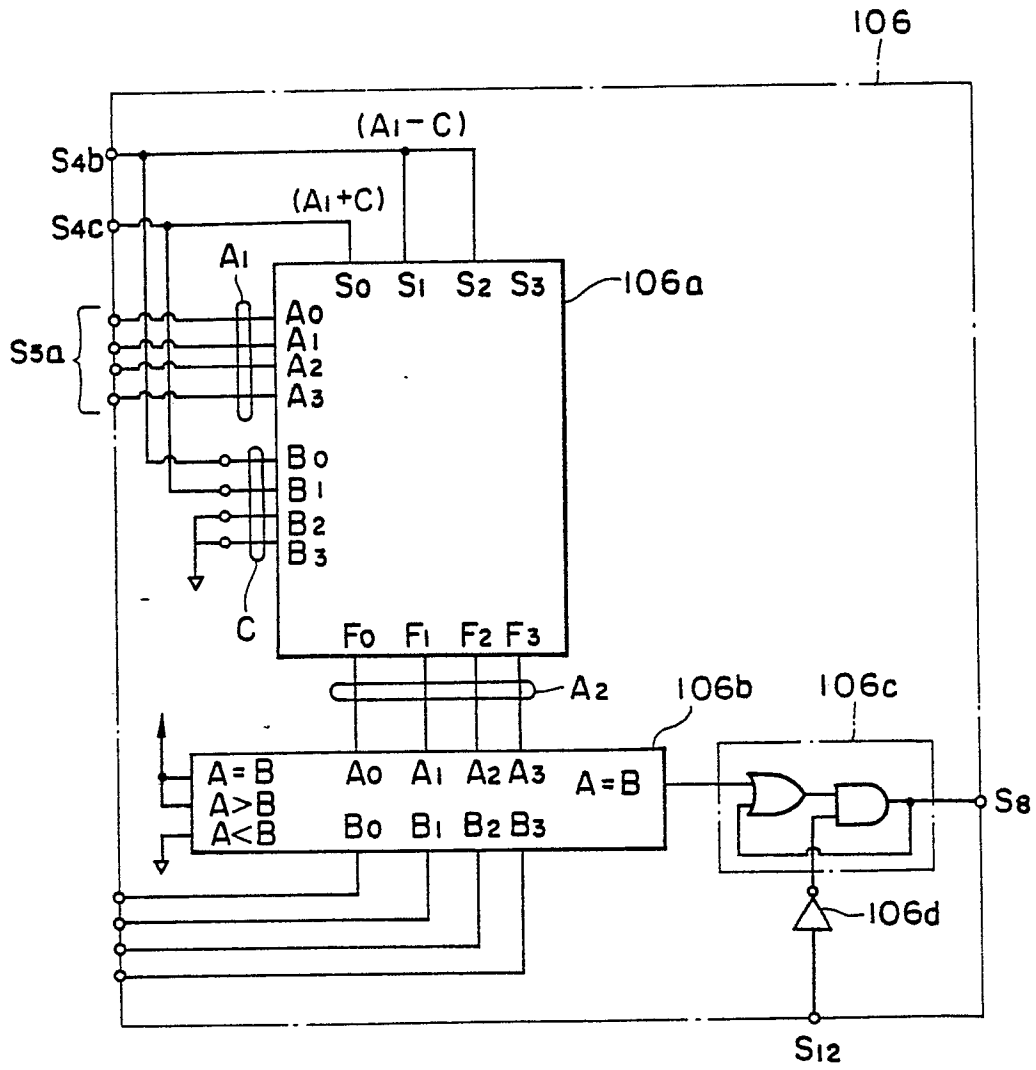 106
(A1-C)
S4b
(A1+C)
S4c
A1
S0 S1 S2 S3
106a
S5a
A0
A1
A2
A3
B0
B1
B2
B3
C
F0 F1 F2 F3
A2
106b
106c
A=B A0 A1 A2 A3 A=B
A>B
A<B B0 B1 B2 B3
S8
106d
S12